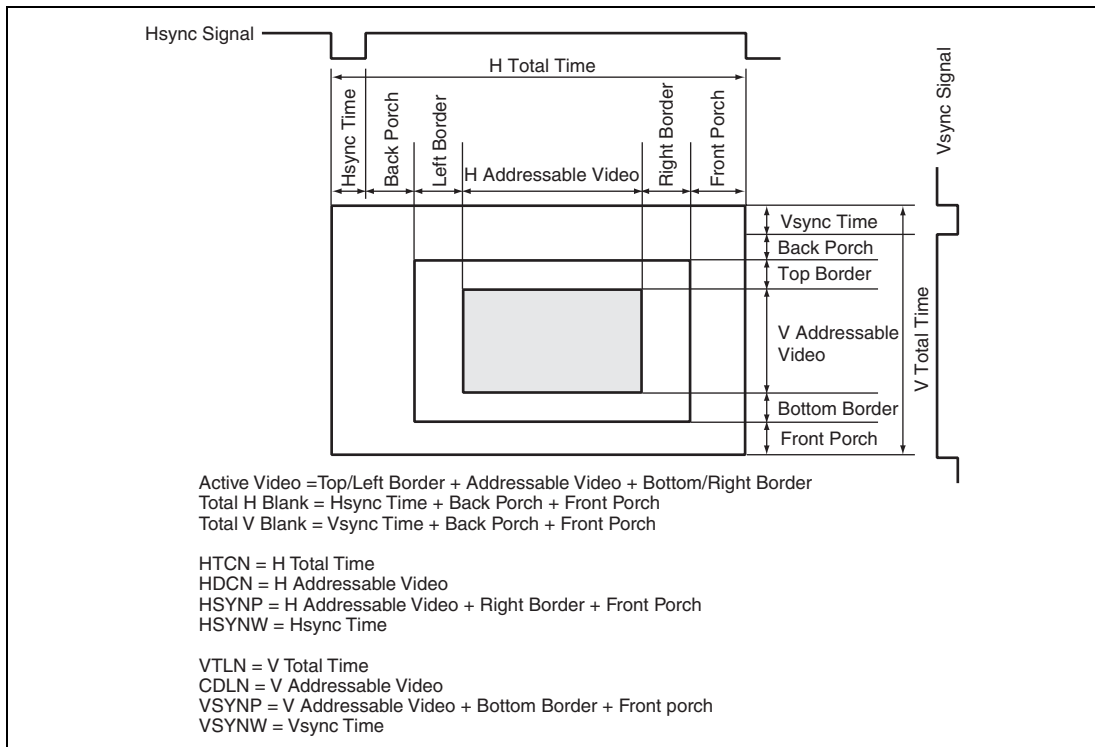 Hsync Signal
H Total Time
Hsync Time
Back Porch
Left Border
H Addressable Video
Right Border
Front Porch
Vsync Signal
Vsync Time
Back Porch
Top Border
V Addressable
Video
Bottom Border
Front Porch
V Total Time
Active Video =Top/Left Border + Addressable Video + Bottom/Right Border
Total H Blank = Hsync Time + Back Porch + Front Porch
Total V Blank = Vsync Time + Back Porch + Front Porch
HTCN = H Total Time
HDCN = H Addressable Video
HSYNP = H Addressable Video + Right Border + Front Porch
HSYNW = Hsync Time
VTLN = V Total Time
CDLN = V Addressable Video
VSYNP = V Addressable Video + Bottom Border + Front porch
VSYNW = Vsync Time